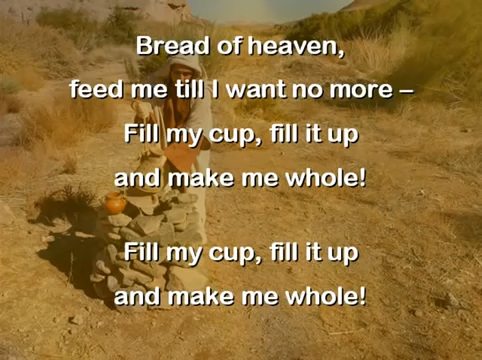 Bread of heaven,
feed me till I want no more –
Fill my cup, fill it up
and make me whole!
Fill my cup, fill it up
and make me whole!